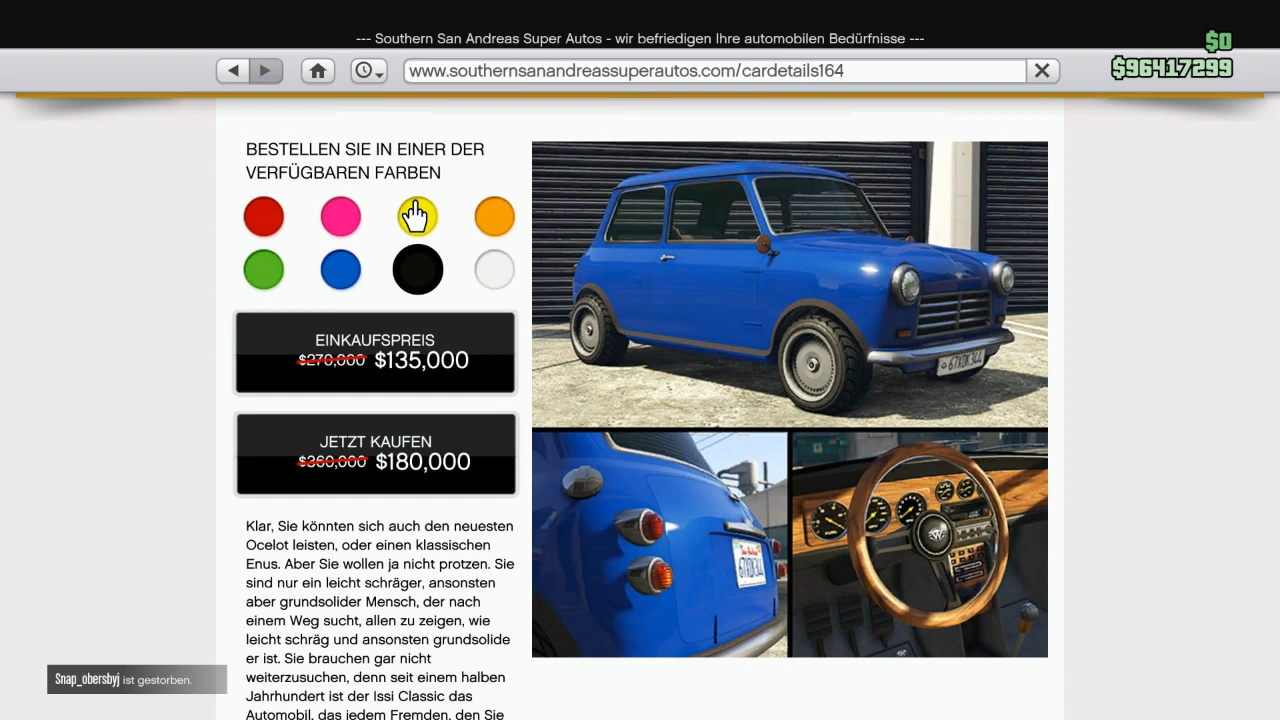 --- Southern San Andreas Super Autos - wir befriedigen Ihre automobilen Bedürfnisse ---
$0
www.southernsanandreassuperautos.com/cardetails164
$96417299
BESTELLEN SIE IN EINER DER
VERFÜGBAREN FARBEN
EINKAUFSPREIS
$270,000 $135,000
JETZT KAUFEN
$360,000 $180,000
Klar, Sie könnten sich auch den neuesten
Ocelot leisten, oder einen klassischen
Enus. Aber Sie wollen ja nicht protzen. Sie
sind nur ein leicht schräger, ansonsten
aber grundsolider Mensch, der nach
einem Weg sucht, allen zu zeigen, wie
leicht schräg und ansonsten grundsolide
er ist. Sie brauchen gar nicht
weiterzusuchen, denn seit einem halben
Jahrhundert ist der Issi Classic das
Automobil, das jedem Fremden, den Sie
Snap_obersbyj ist gestorben.